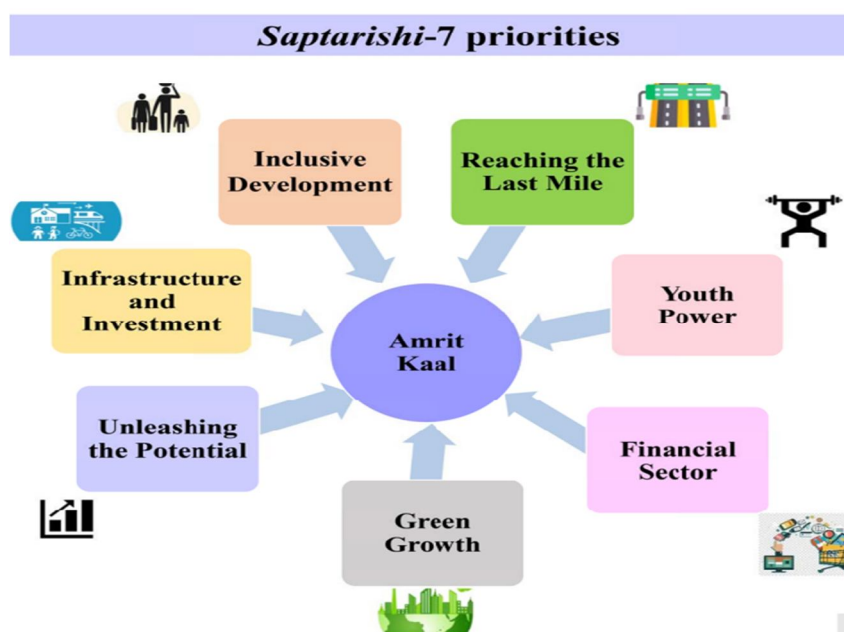 Saptarishi-7 priorities
Inclusive
Development
Reaching the
Last Mile
Infrastructure
and
Investment
Youth
Power
Amrit
Kaal
Unleashing
the Potential
Financial
Sector
Green
Growth